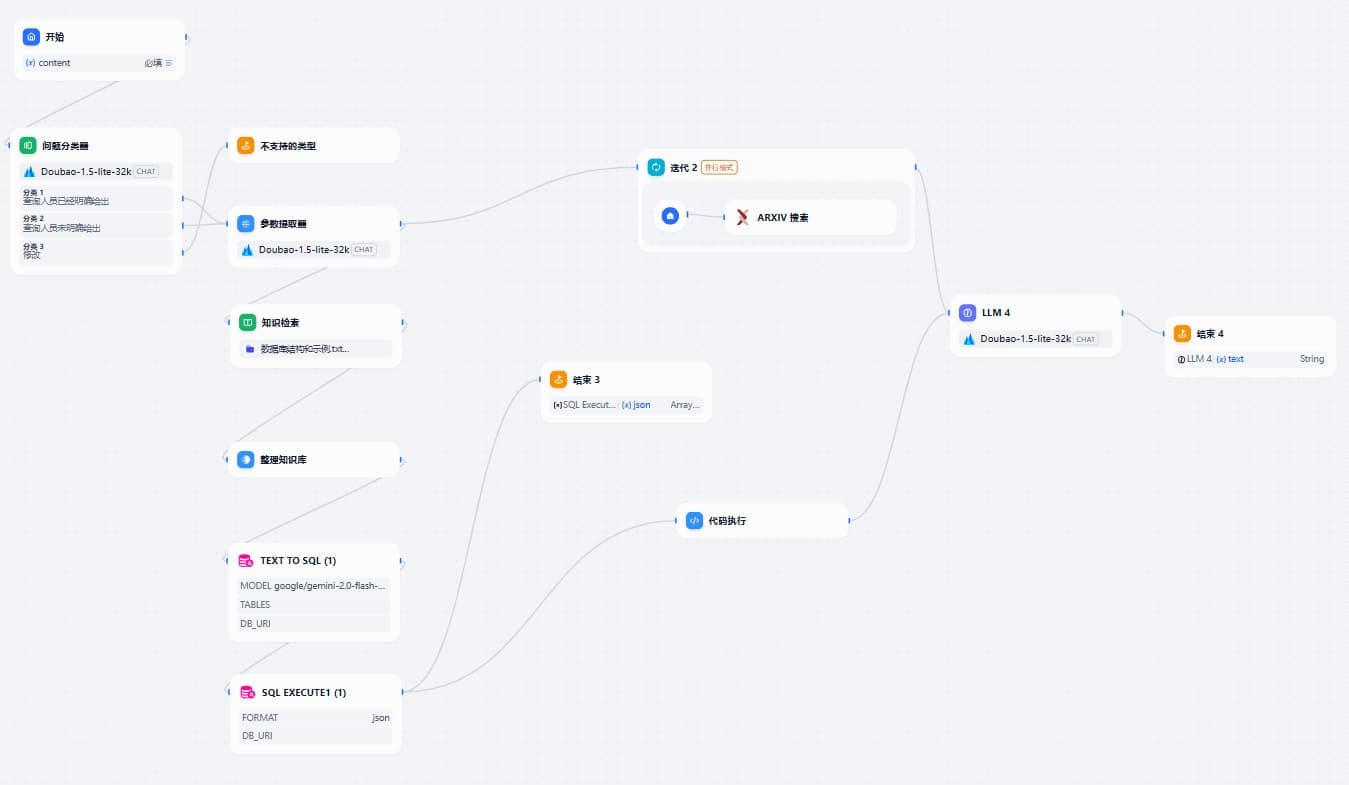 开始
content 必填
问题分类器
Doubao-1.5-lite-32k CHAT
分类 1
查询人员已经明确给出
分类 2
查询人员未明确给出
分类 3
修改
不支持的类型
参数提取器
Doubao-1.5-lite-32k CHAT
知识检索
数据库结构和示例.txt...
整理知识库
TEXT TO SQL (1)
MODEL google/gemini-2.0-flash-...
TABLES
DB_URI
SQL EXECUTE1 (1)
FORMAT json
DB_URI
结束 3
{x}SQL Execut... / {x} json Array...
迭代 2 并行模式
ARXIV 搜索
代码执行
LLM 4
Doubao-1.5-lite-32k CHAT
结束 4
LLM 4 / {x} text String